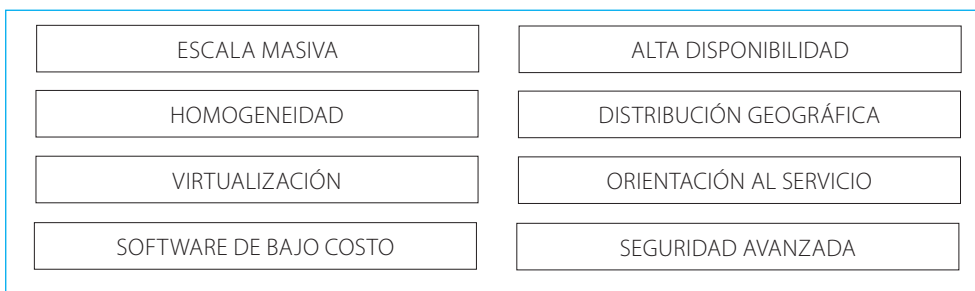 ESCALA MASIVA
ALTA DISPONIBILIDAD
HOMOGENEIDAD
DISTRIBUCIÓN GEOGRÁFICA
VIRTUALIZACIÓN
ORIENTACIÓN AL SERVICIO
SOFTWARE DE BAJO COSTO
SEGURIDAD AVANZADA